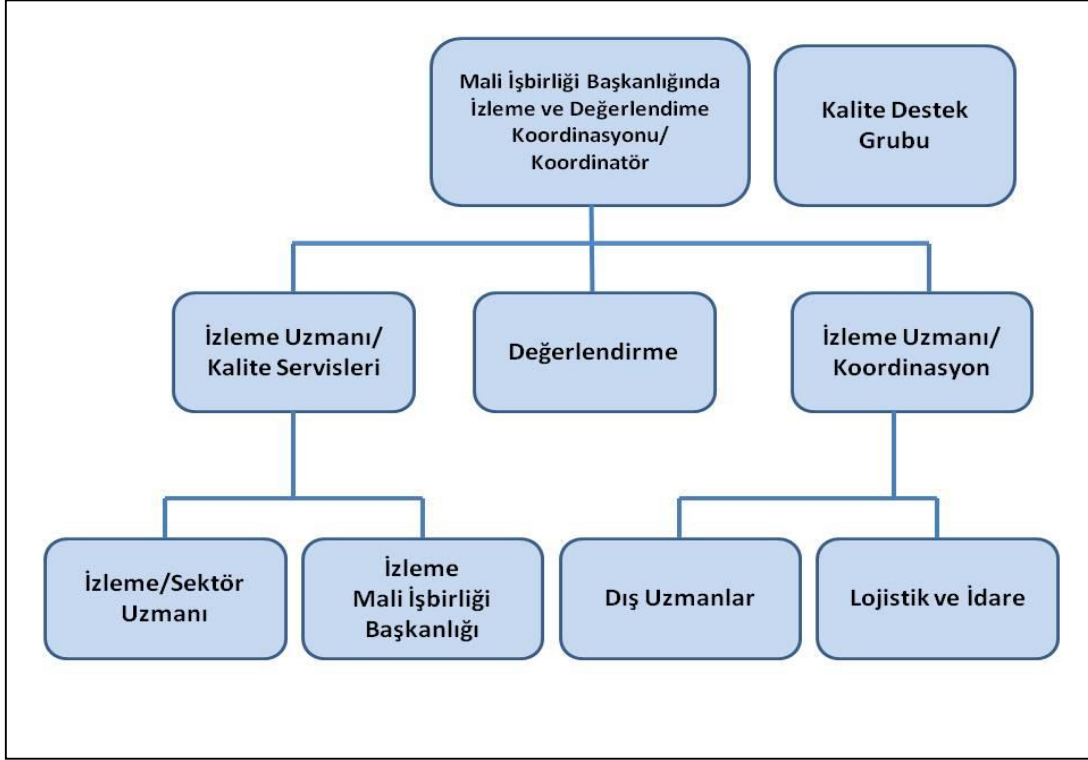 Mali İşbirliği Başkanlığında
İzleme ve Değerlendime
Koordinasyonu/
Koordinatör
Kalite Destek
Grubu
İzleme Uzmanı/
Kalite Servisleri
Değerlendirme
İzleme Uzmanı/
Koordinasyon
İzleme/Sektör
Uzmanı
İzleme
Mali İşbirliği
Başkanlığı
Dış Uzmanlar
Lojistik ve İdare